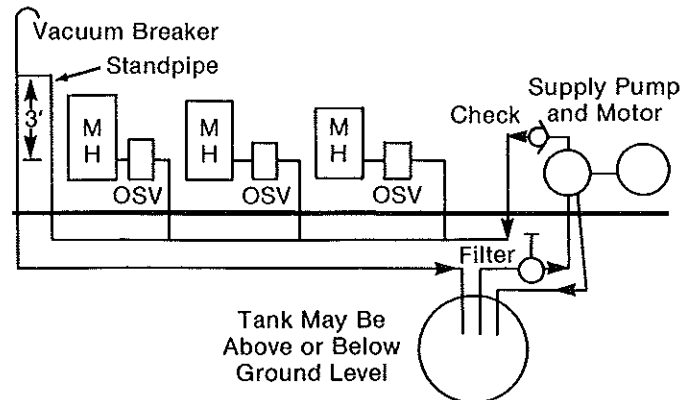 Vacuum Breaker
Standpipe
3'
M
H
OSV
M
H
OSV
M
H
OSV
Check
Supply Pump
and Motor
Filter
Tank May Be
Above or Below
Ground Level